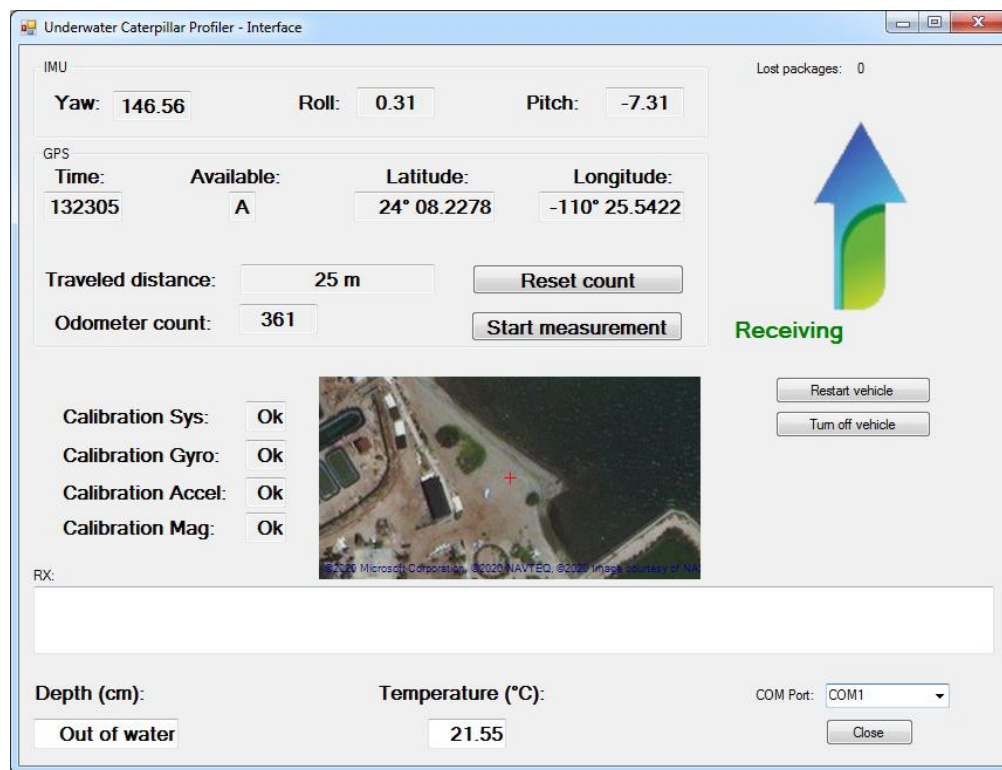 Underwater Caterpillar Profiler - Interface
IMU
Lost packages: 0
Yaw: 146.56 Roll: 0.31 Pitch: -7.31
GPS
Time: Available: Latitude: Longitude:
132305 A 24° 08.2278 -110° 25.5422
Traveled distance: 25 m Reset count
Odometer count: 361 Start measurement
Receiving
Restart vehicle
Turn off vehicle
Calibration Sys: Ok
Calibration Gyro: Ok
Calibration Accel: Ok
Calibration Mag: Ok
©2020 Microsoft Corporation, ©2020 NAVTEQ, ©2020 Image courtesy of NA
RX:
Depth (cm): Temperature (°C): COM Port: COM1
Out of water 21.55 Close